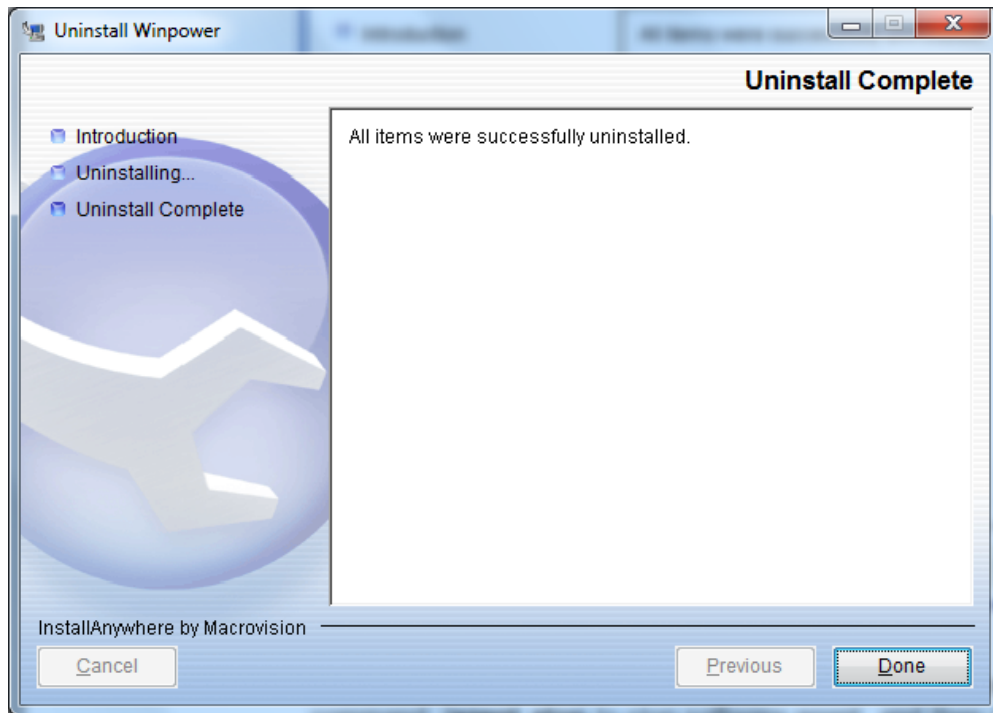 Uninstall Winpower
Uninstall Complete
Introduction
Uninstalling...
Uninstall Complete
All items were successfully uninstalled.
InstallAnywhere by Macrovision
Cancel
Previous
Done